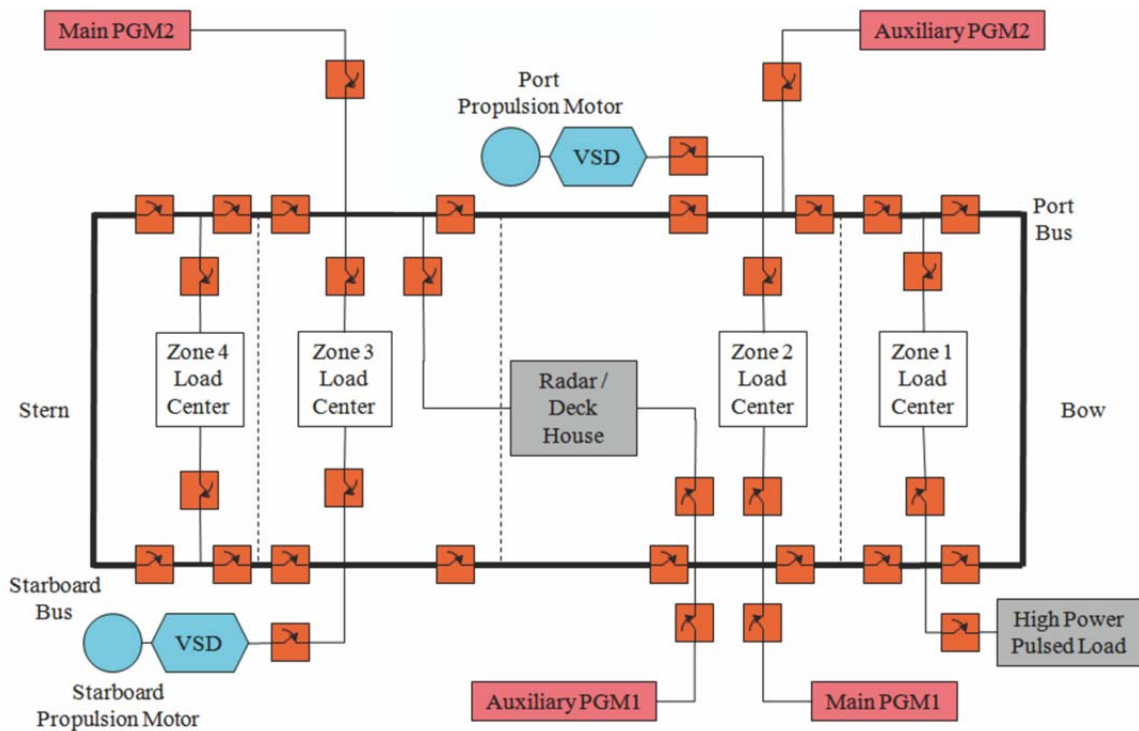 Main PGM2
Auxiliary PGM2
Port
Propulsion Motor
VSD
Port
Bus
Zone 4
Load
Center
Zone 3
Load
Center
Radar /
Deck
House
Zone 2
Load
Center
Zone 1
Load
Center
Stern
Bow
Starboard
Bus
VSD
Starboard
Propulsion Motor
High Power
Pulsed Load
Auxiliary PGM1
Main PGM1